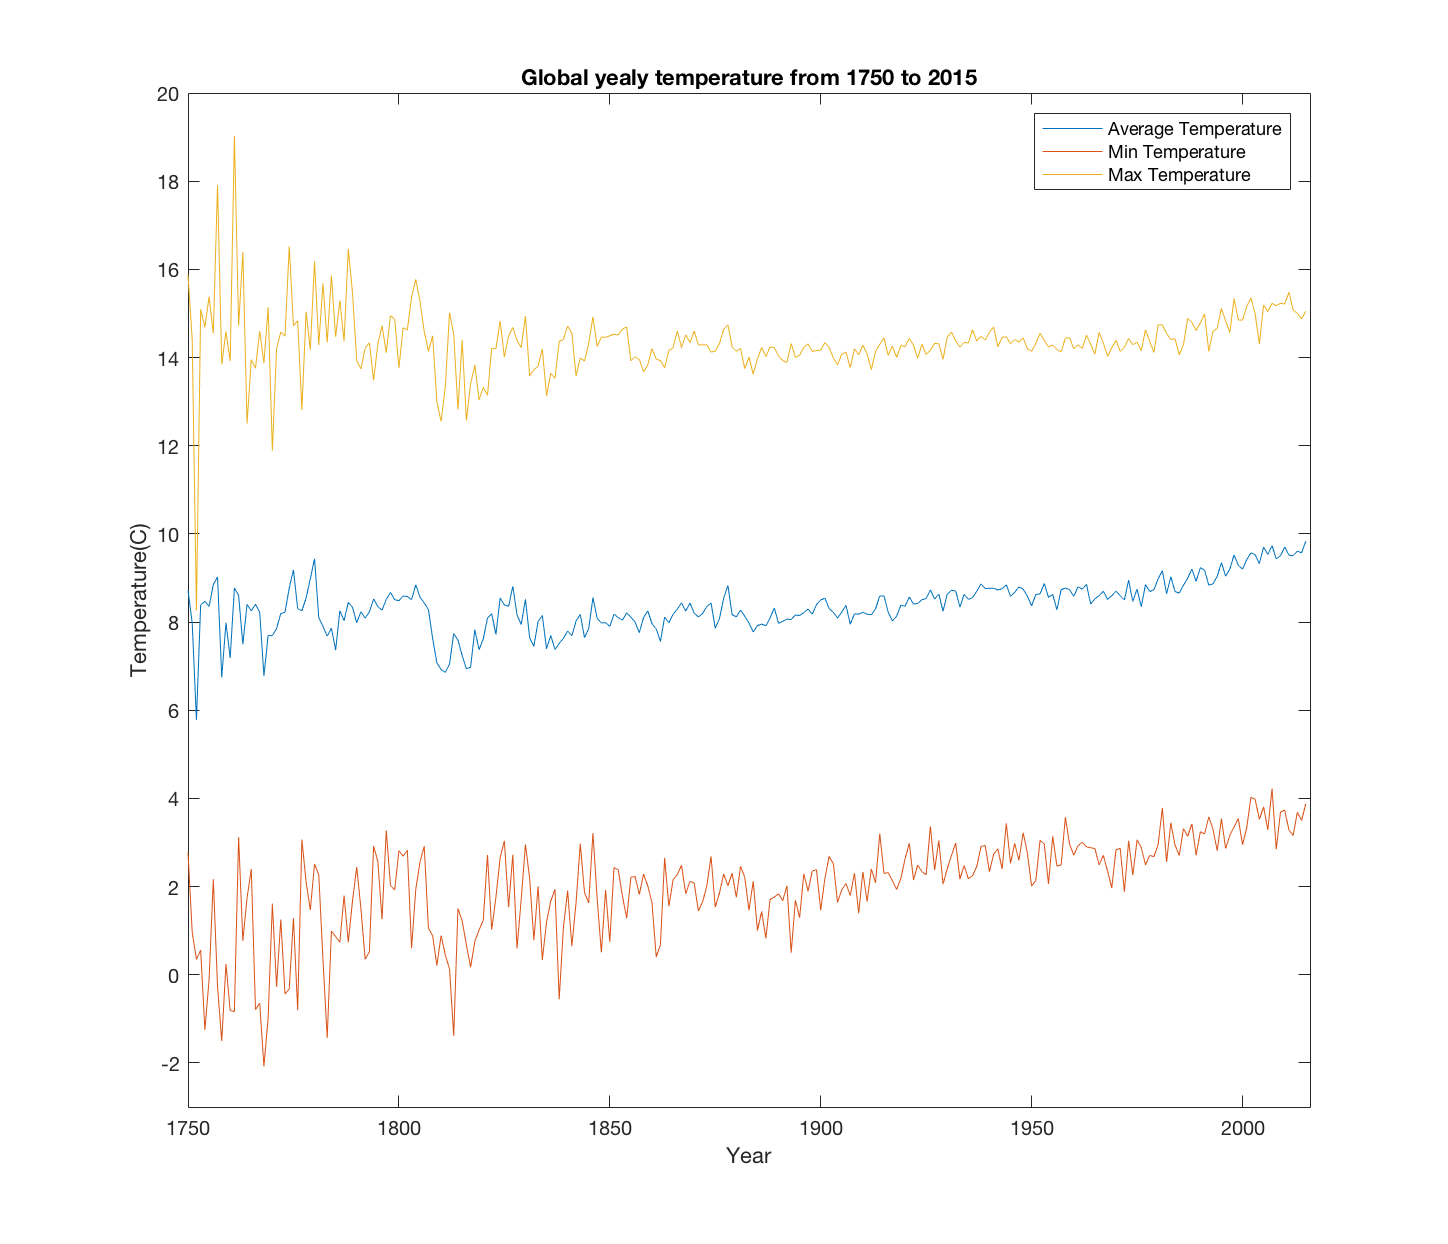 Global yealy temperature from 1750 to 2015
20
18
16
14
12
10
8
6
4
2
0
-2
Temperature(C)
Average Temperature
Min Temperature
Max Temperature
1750 1800 1850 1900 1950 2000
Year